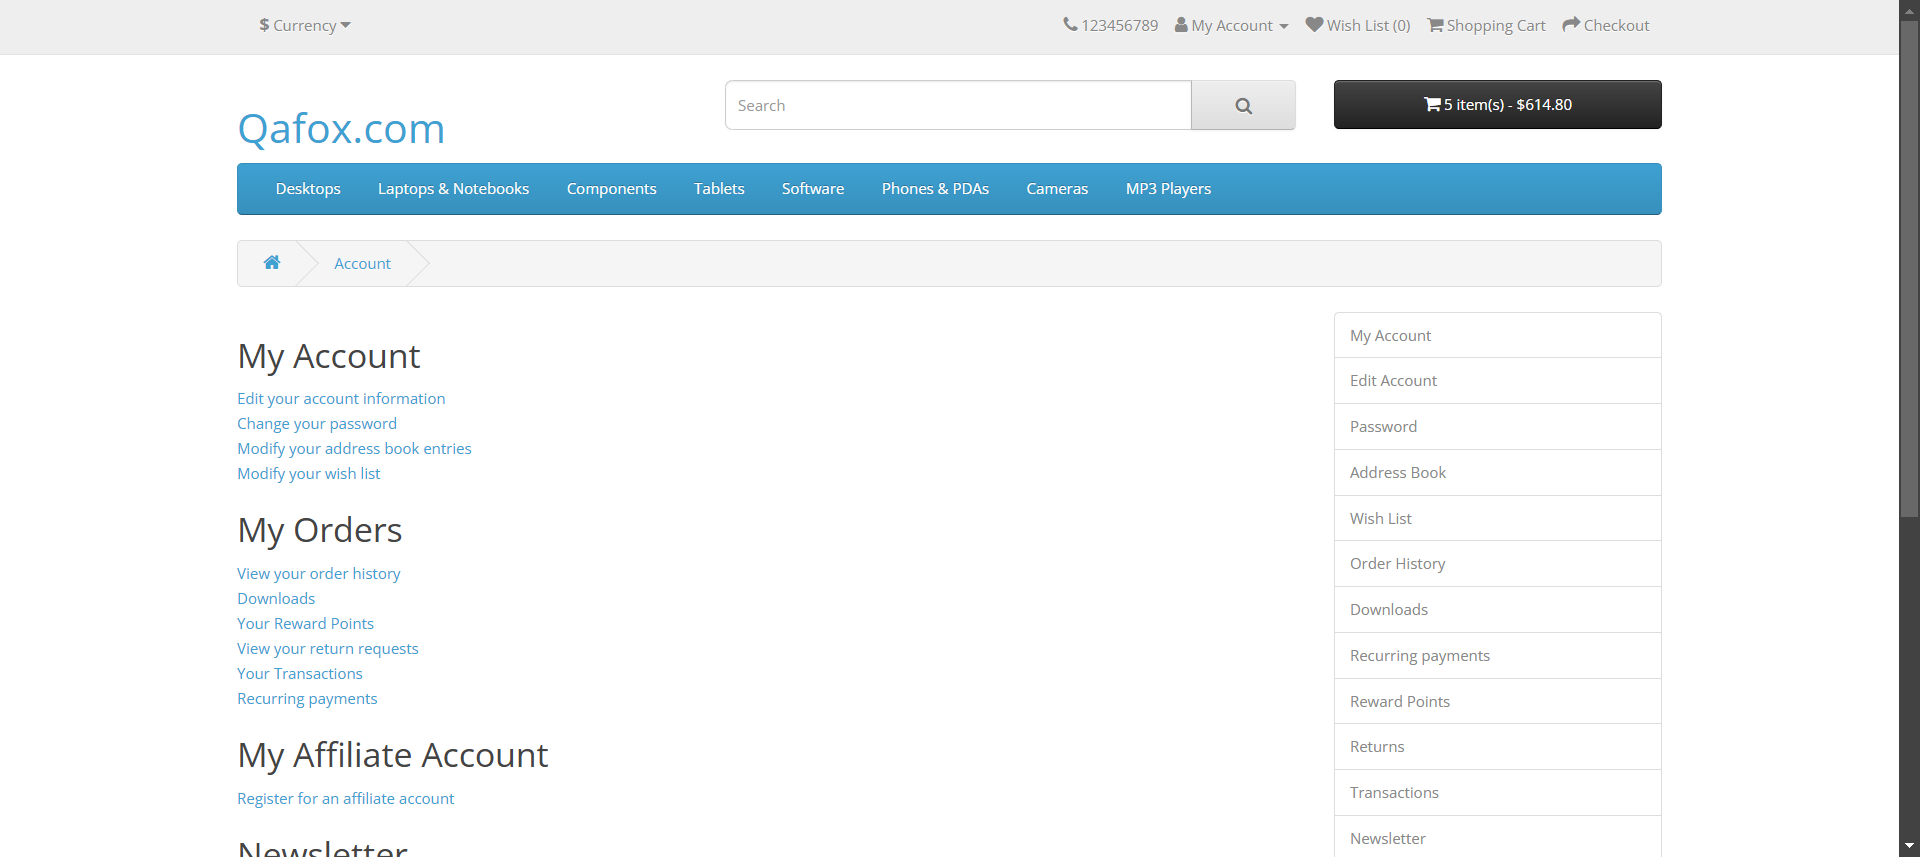 $ Currency
123456789 My Account Wish List (0) Shopping Cart Checkout
Qafox.com
Search
5 item(s) - $614.80
Desktops Laptops & Notebooks Components Tablets Software Phones & PDAs Cameras MP3 Players
Account
My Account
Edit your account information
Change your password
Modify your address book entries
Modify your wish list
My Orders
View your order history
Downloads
Your Reward Points
View your return requests
Your Transactions
Recurring payments
My Affiliate Account
Register for an affiliate account
Newsletter
My Account
Edit Account
Password
Address Book
Wish List
Order History
Downloads
Recurring payments
Reward Points
Returns
Transactions
Newsletter